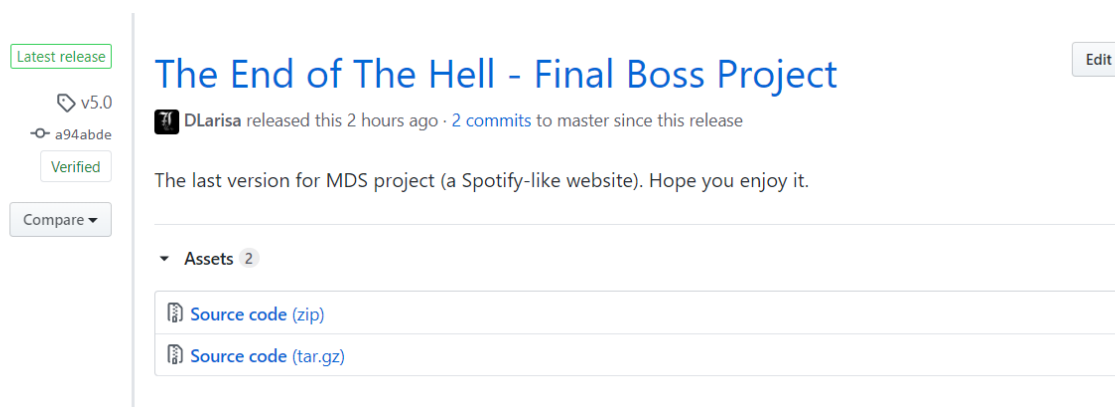 Latest release
v5.0
a94abde
Verified
Compare
The End of The Hell - Final Boss Project
Edit
DLarisa released this 2 hours ago · 2 commits to master since this release
The last version for MDS project (a Spotify-like website). Hope you enjoy it.
Assets 2
Source code (zip)
Source code (tar.gz)